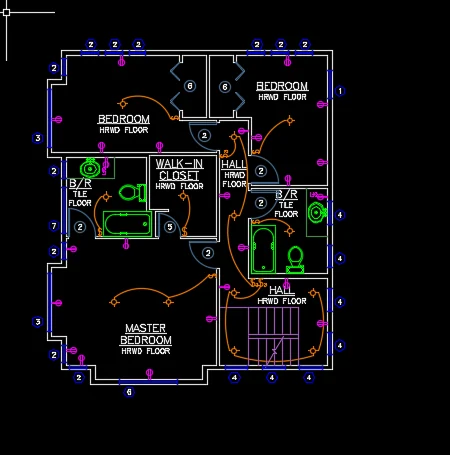 2 2 2 2 2 2
2
6 6
BEDROOM
HRWD FLOOR
1
BEDROOM
HRWD FLOOR
3
2
2
WALK-IN
CLOSET
HRWD FLOOR
HALL
HRWD
FLOOR
2
B/R
TILE
FLOOR
B/R
TILE
FLOOR
2
4
7
2
5
2
2
4
HALL
HRWD FLOOR
4
3
MASTER
BEDROOM
HRWD FLOOR
4
2
2
6
4 4 4